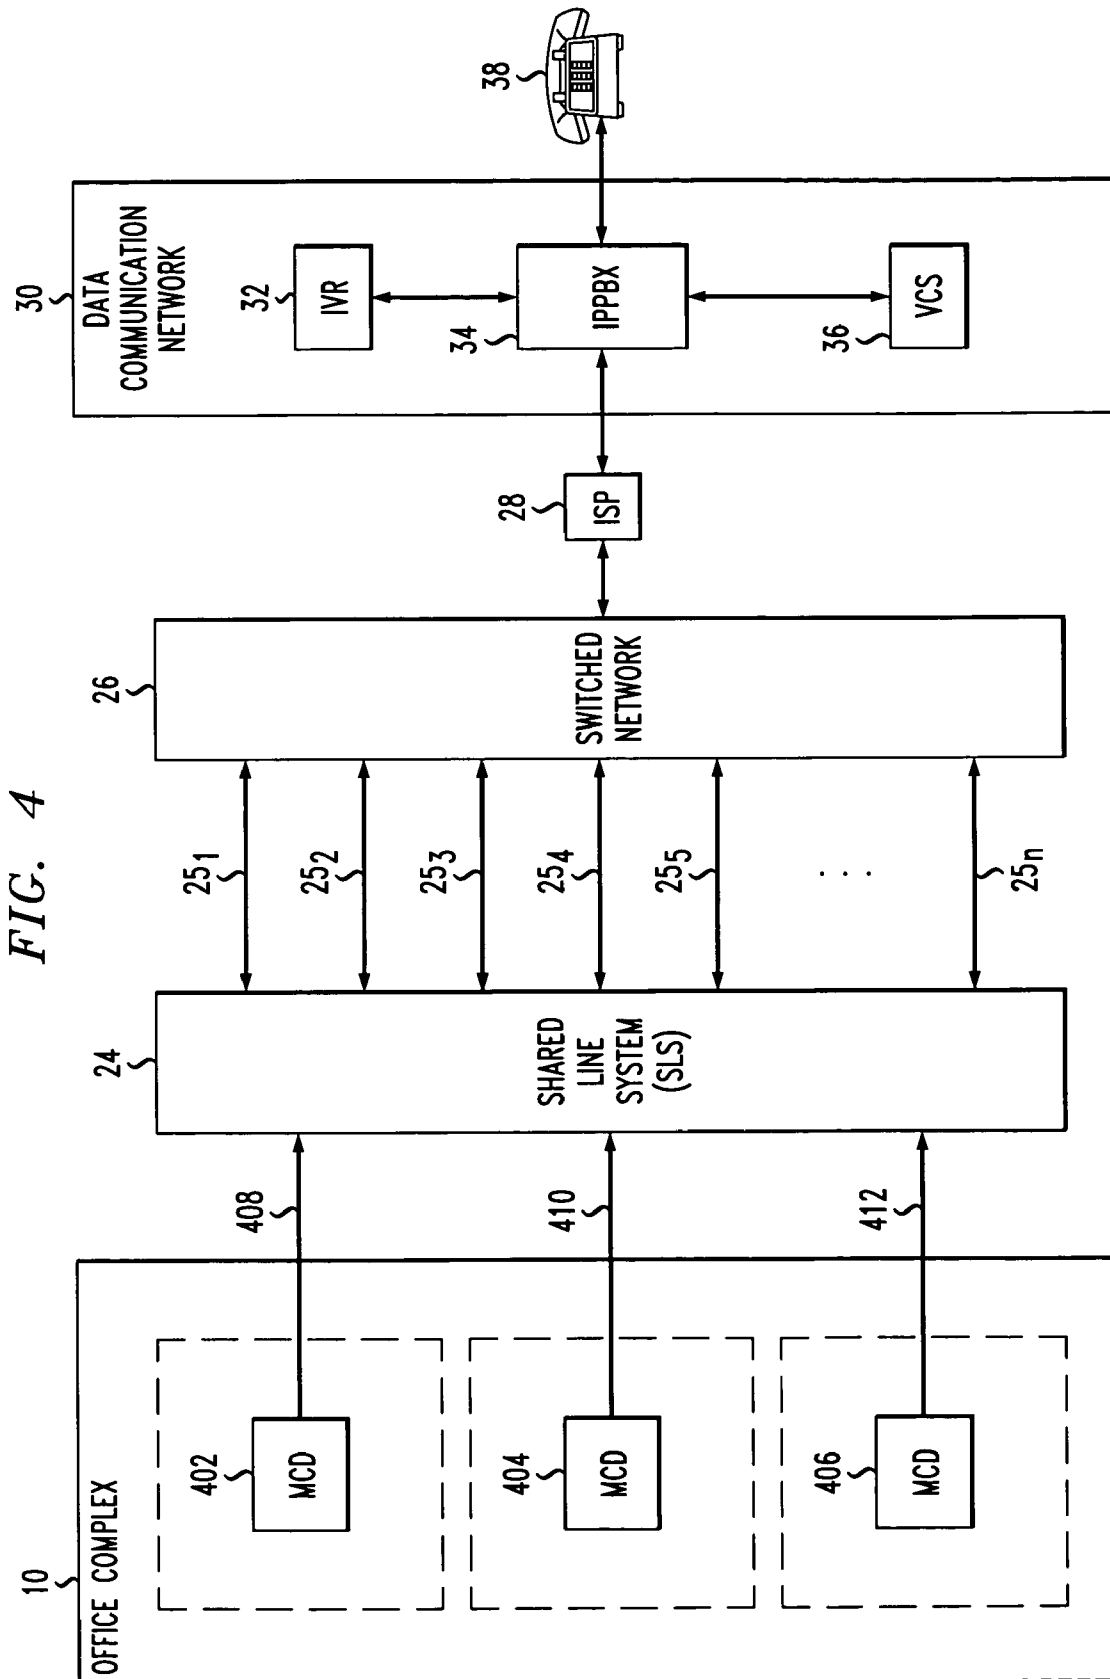 FIG. 4
10
OFFICE COMPLEX
402
MCD
404
MCD
406
MCD
408
410
412
24
SHARED
LINE
SYSTEM
(SLS)
25₁
25₂
25₃
25₄
25₅
. . .
25ₙ
26
SWITCHED
NETWORK
28
ISP
30
DATA
COMMUNICATION
NETWORK
32
IVR
34
IPPBX
36
VCS
38